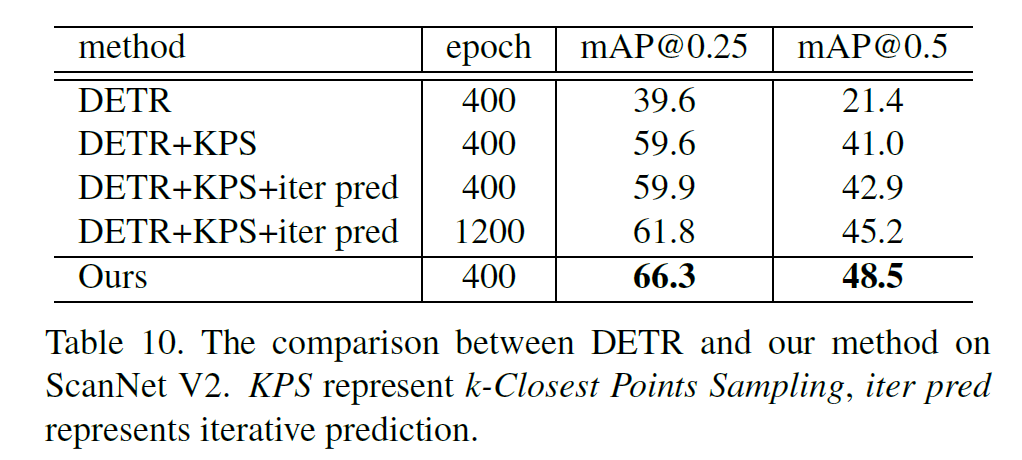 method epoch mAP@0.25 mAP@0.5
DETR 400 39.6 21.4
DETR+KPS 400 59.6 41.0
DETR+KPS+iter pred 400 59.9 42.9
DETR+KPS+iter pred 1200 61.8 45.2
Ours 400 66.3 48.5
Table 10. The comparison between DETR and our method on
ScanNet V2. KPS represent k-Closest Points Sampling, iter pred
represents iterative prediction.